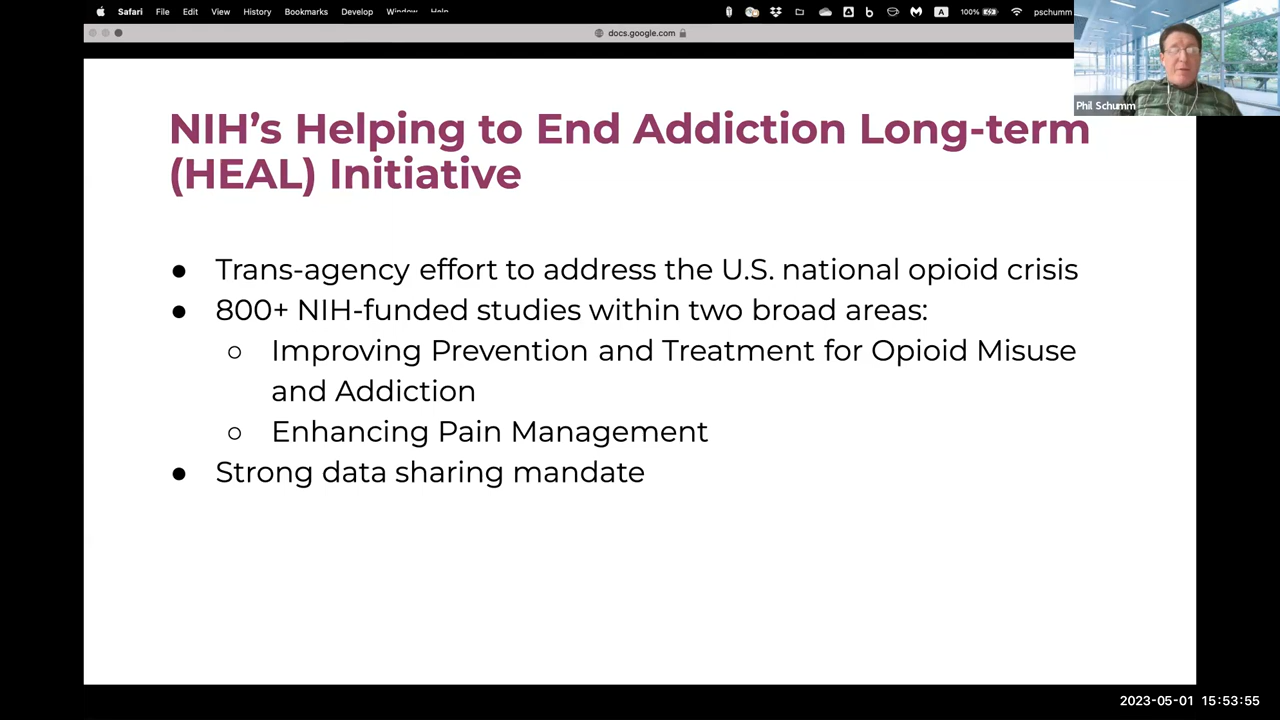 Safari File Edit View History Bookmarks Develop Window Help
100%
pschumm
docs.google.com
Phil Schumm
NIH's Helping to End Addiction Long-term
(HEAL) Initiative
● Trans-agency effort to address the U.S. national opioid crisis
● 800+ NIH-funded studies within two broad areas:
○ Improving Prevention and Treatment for Opioid Misuse
and Addiction
○ Enhancing Pain Management
● Strong data sharing mandate
2023-05-01 15:53:55